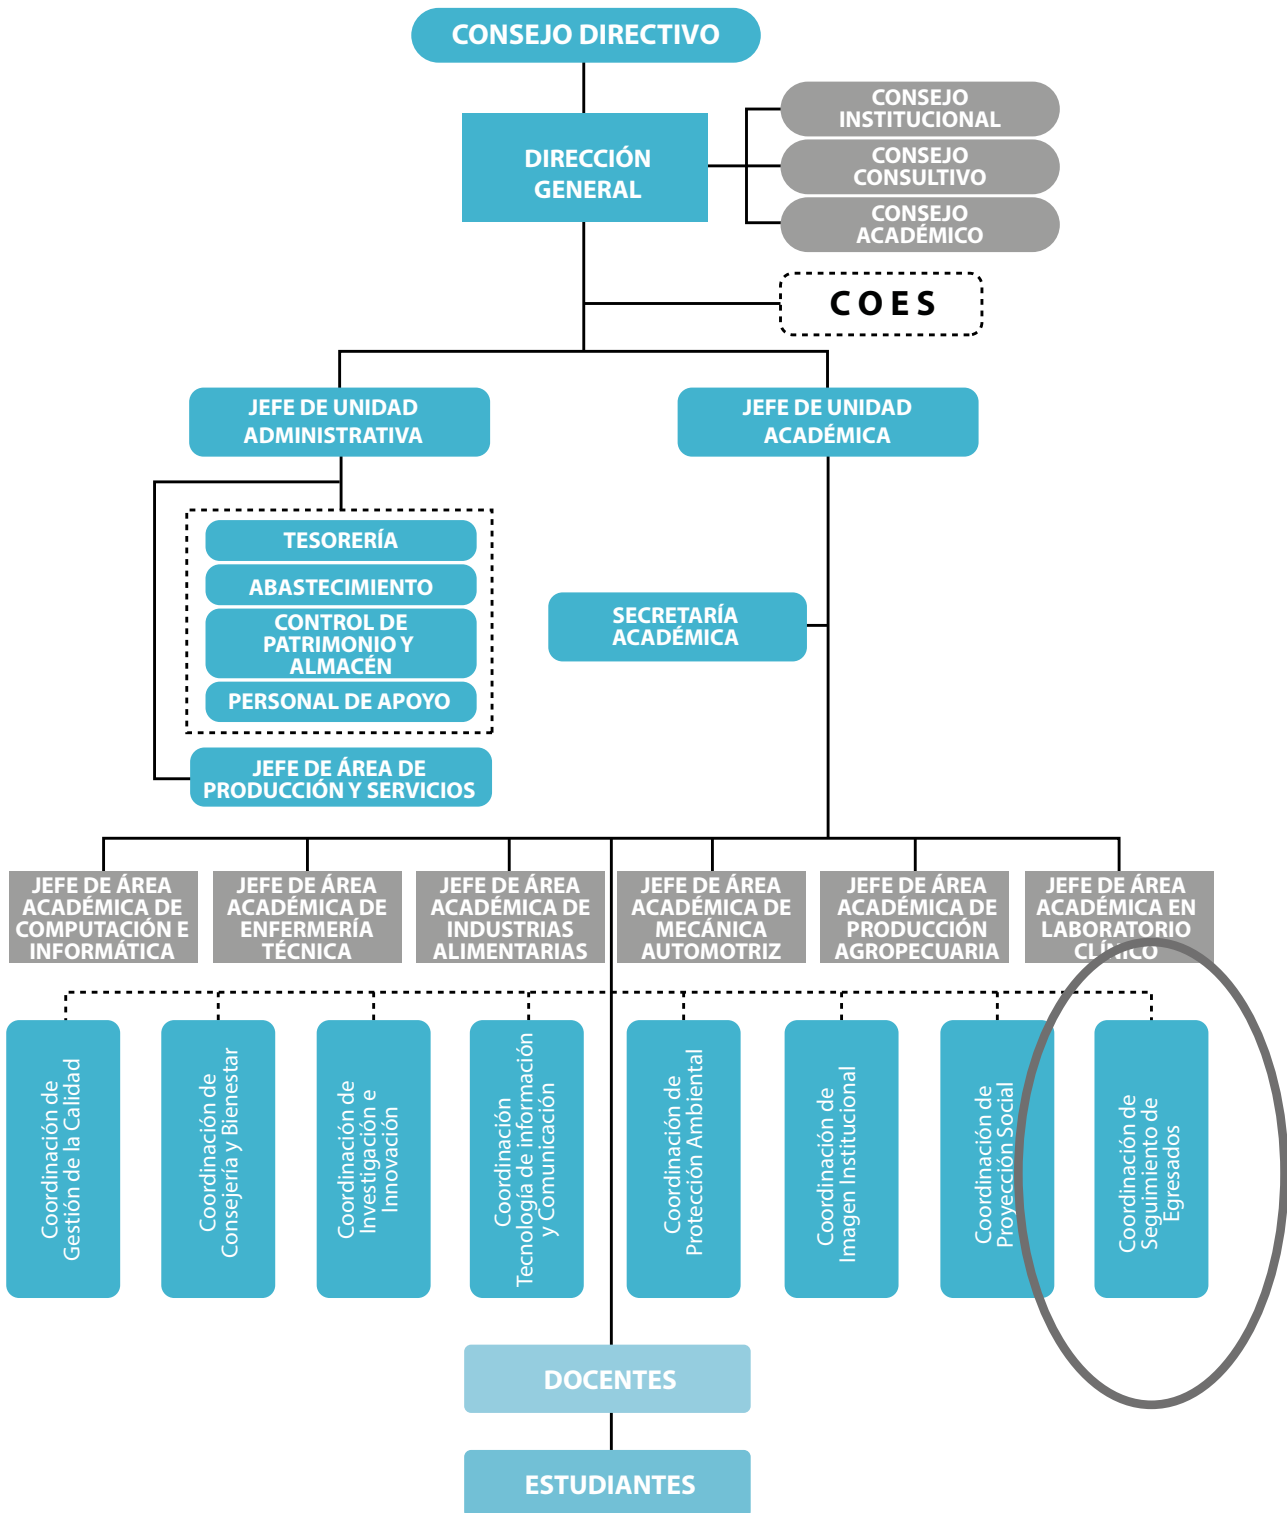 CONSEJO DIRECTIVO
DIRECCIÓN
GENERAL
CONSEJO
INSTITUCIONAL
CONSEJO
CONSULTIVO
CONSEJO
ACADÉMICO
COES
JEFE DE UNIDAD
ADMINISTRATIVA
JEFE DE UNIDAD
ACADÉMICA
TESORERÍA
ABASTECIMIENTO
CONTROL DE
PATRIMONIO Y
ALMACÉN
PERSONAL DE APOYO
JEFE DE ÁREA DE
PRODUCCIÓN Y SERVICIOS
SECRETARÍA
ACADÉMICA
JEFE DE ÁREA
ACADÉMICA DE
COMPUTACIÓN E
INFORMÁTICA
JEFE DE ÁREA
ACADÉMICA DE
ENFERMERÍA
TÉCNICA
JEFE DE ÁREA
ACADÉMICA DE
INDUSTRIAS
ALIMENTARIAS
JEFE DE ÁREA
ACADÉMICA DE
MECÁNICA
AUTOMOTRIZ
JEFE DE ÁREA
ACADÉMICA DE
PRODUCCIÓN
AGROPECUARIA
JEFE DE ÁREA
ACADÉMICA EN
LABORATORIO
CLÍNICO
Coordinación de
Gestión de la Calidad
Coordinación de
Consejería y Bienestar
Coordinación de
Investigación e
Innovación
Coordinación
Tecnología de información
y Comunicación
Coordinación de
Protección Ambiental
Coordinación de
Imagen Institucional
Coordinación de
Proyección Social
Coordinación de
Seguimiento de
Egresados
DOCENTES
ESTUDIANTES